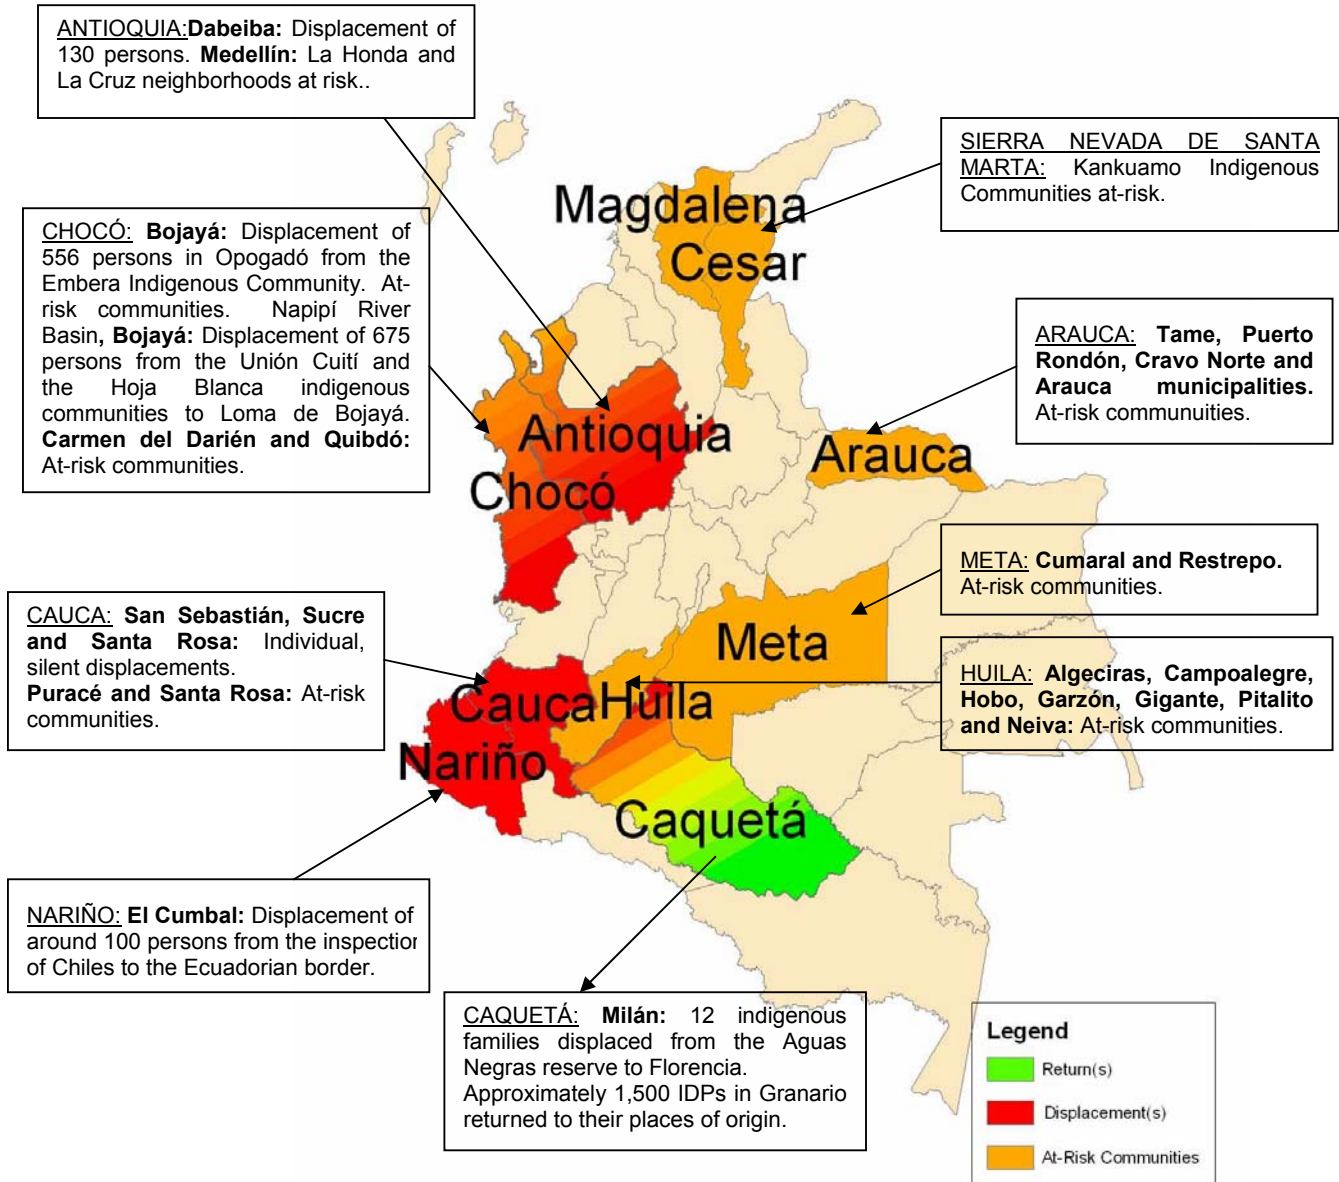 ANTIOQUIA:Dabeiba: Displacement of
130 persons. Medellín: La Honda and
La Cruz neighborhoods at risk..
SIERRA NEVADA DE SANTA
MARTA: Kankuamo Indigenous
Communities at-risk.
CHOCÓ: Bojayá: Displacement of
556 persons in Opogadó from the
Embera Indigenous Community. At-
risk communities. Napipí River
Basin, Bojayá: Displacement of 675
persons from the Unión Cuití and
the Hoja Blanca indigenous
communities to Loma de Bojayá.
Carmen del Darién and Quibdó:
At-risk communities.
Magdalena
Cesar
ARAUCA: Tame, Puerto
Rondón, Cravo Norte and
Arauca municipalities.
At-risk communuities.
Antioquia
Arauca
Chocó
META: Cumaral and Restrepo.
At-risk communities.
CAUCA: San Sebastián, Sucre
and Santa Rosa: Individual,
silent displacements.
Puracé and Santa Rosa: At-risk
communities.
Meta
HUILA: Algeciras, Campoalegre,
Hobo, Garzón, Gigante, Pitalito
and Neiva: At-risk communities.
Cauca
Huila
Nariño
Caquetá
NARIÑO: El Cumbal: Displacement of
around 100 persons from the inspection
of Chiles to the Ecuadorian border.
CAQUETÁ: Milán: 12 indigenous
families displaced from the Aguas
Negras reserve to Florencia.
Approximately 1,500 IDPs in Granario
returned to their places of origin.
Legend
Return(s)
Displacement(s)
At-Risk Communities